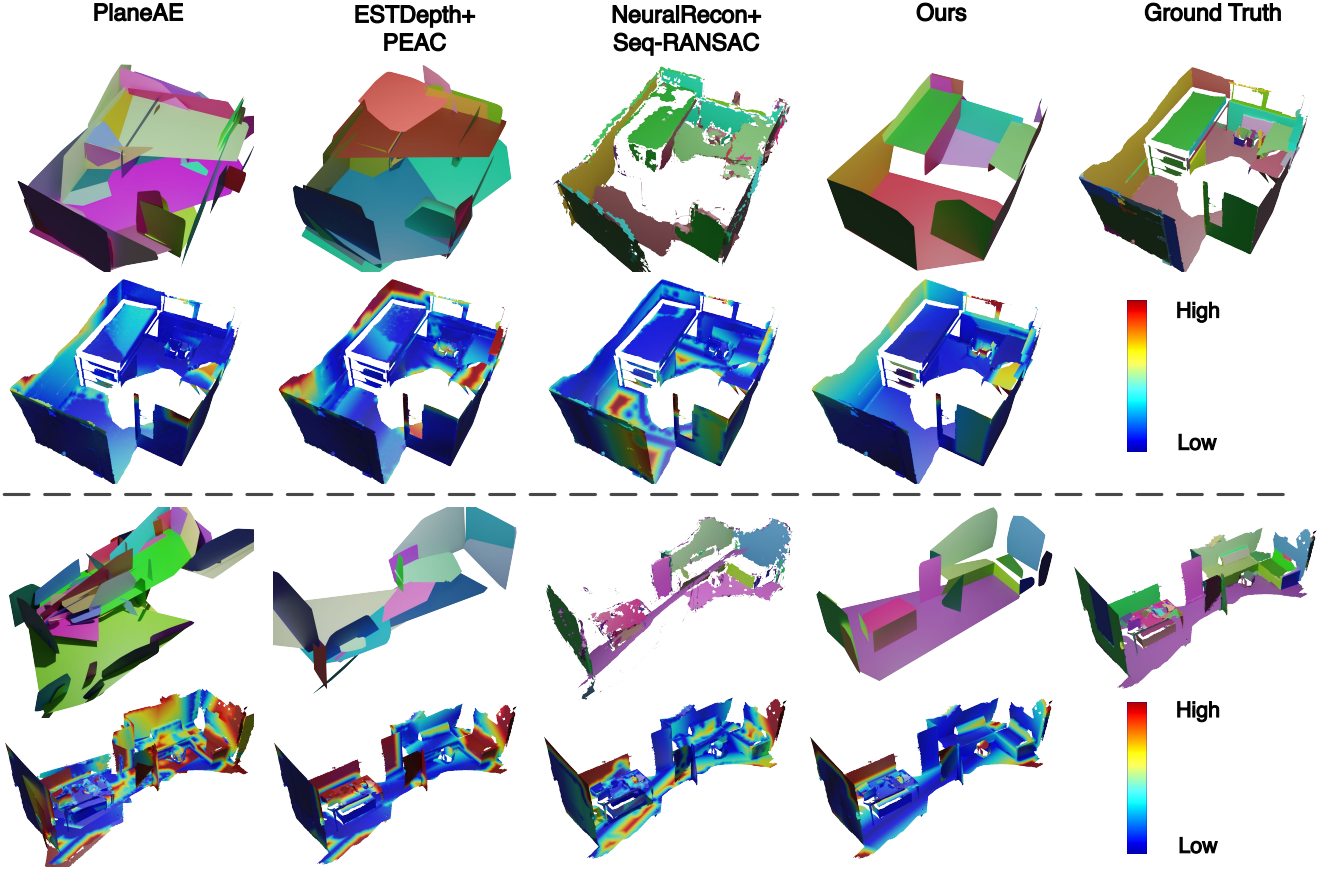 PlaneAE
ESTDepth+
PEAC
NeuralRecon+
Seq-RANSAC
Ours
Ground Truth
High
Low
High
Low